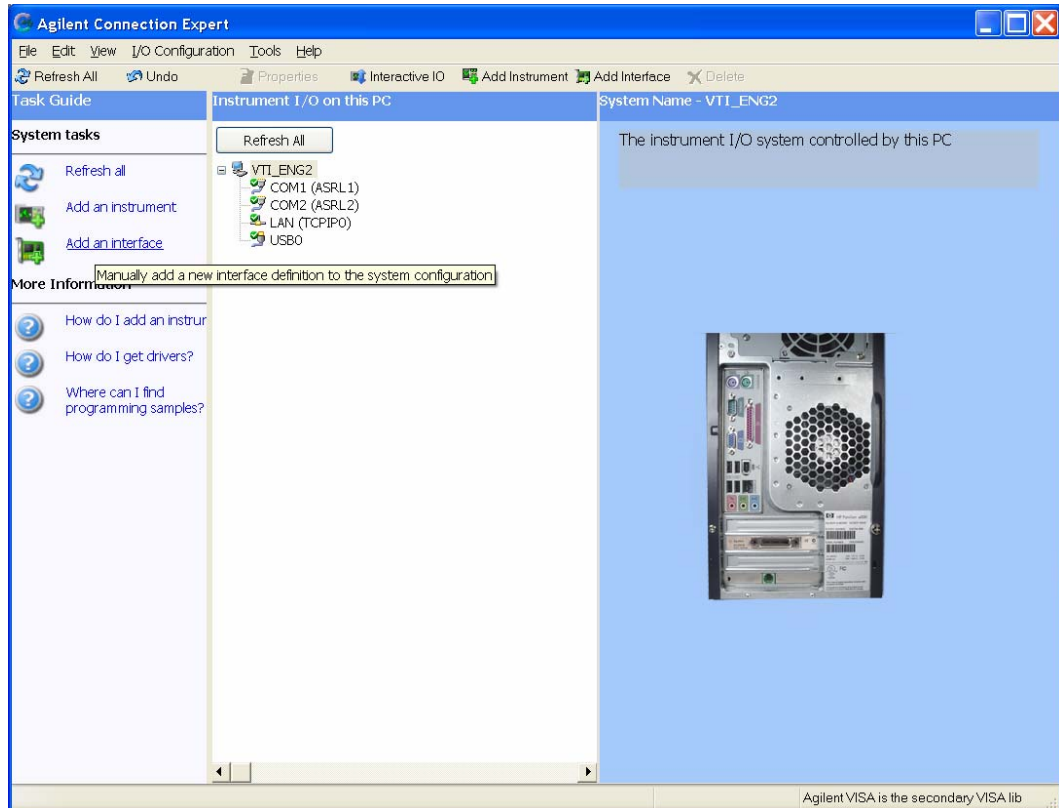 Agilent Connection Expert
File Edit View I/O Configuration Tools Help
Refresh All Undo Properties Interactive IO Add Instrument Add Interface Delete
Task Guide
System tasks
Refresh all
Add an instrument
Add an interface
Manually add a new interface definition to the system configuration
More Information
How do I add an instrur
How do I get drivers?
Where can I find
programming samples?
Instrument I/O on this PC
Refresh All
VTI_ENG2
COM1 (ASRL1)
COM2 (ASRL2)
LAN (TCPIP0)
USB0
System Name - VTI_ENG2
The instrument I/O system controlled by this PC
Agilent VISA is the secondary VISA lib